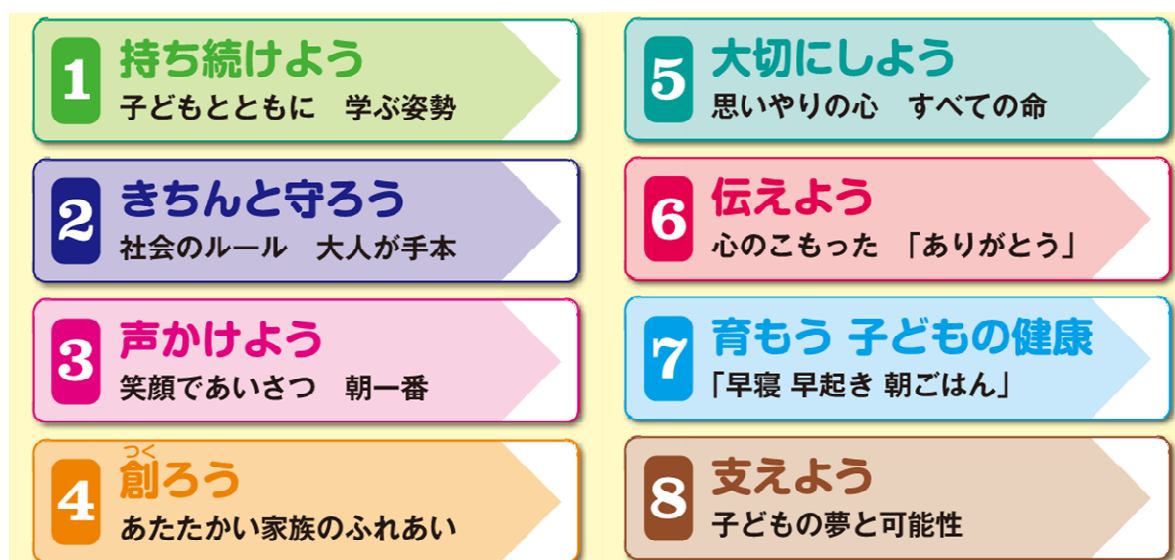 1
持ち続けよう
子どもとともに　学ぶ姿勢
2
きちんと守ろう
社会のルール　大人が手本
3
声かけよう
笑顔であいさつ　朝一番
4
つく
創ろう
あたたかい家族のふれあい
5
大切にしよう
思いやりの心　すべての命
6
伝えよう
心のこもった　「ありがとう」
7
育もう 子どもの健康
「早寝 早起き 朝ごはん」
8
支えよう
子どもの夢と可能性